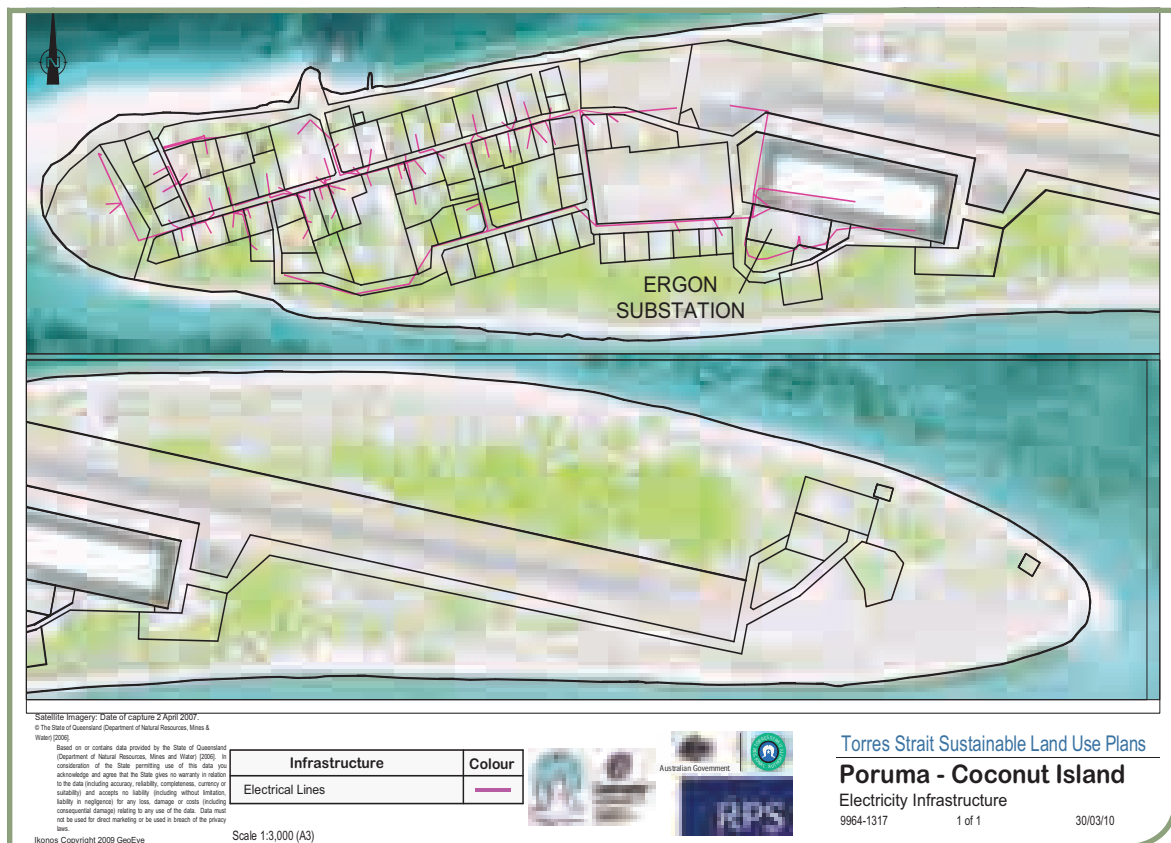 N
ERGON
SUBSTATION
Satellite Imagery: Date of capture 2 April 2007.
© The State of Queensland (Department of Natural Resources, Mines &
Water) [2006].
Based on or contains data provided by the State of Queensland
(Department of Natural Resources, Mines and Water) [2006]. In
consideration of the State permitting use of this data you
acknowledge and agree that the State gives no warranty in relation
to the data (including accuracy, reliability, completeness, currency or
suitability) and accepts no liability (including without limitation,
liability in negligence) for any loss, damage or costs (including
consequential damage) relating to any use of the data. Data must
not be used for direct marketing or be used in breach of the privacy
laws.
Ikonos Copyright 2009 GeoEye
Infrastructure Colour
Electrical Lines
Scale 1:3,000 (A3)
Australian Government
RPS
Torres Strait Sustainable Land Use Plans
Poruma - Coconut Island
Electricity Infrastructure
9964-1317 1 of 1 30/03/10